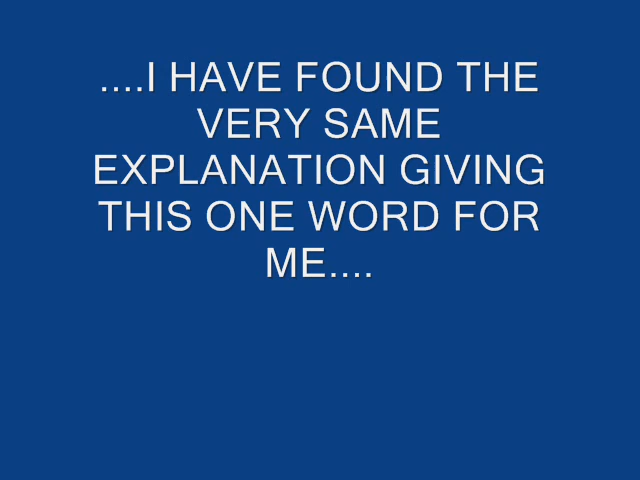 ....I HAVE FOUND THE
VERY SAME
EXPLANATION GIVING
THIS ONE WORD FOR
ME....